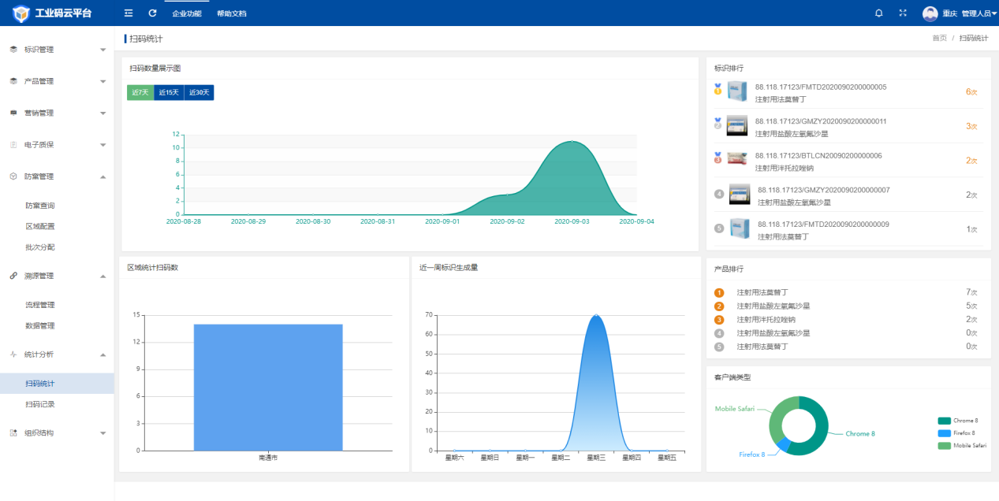 工业码云平台
企业功能
帮助文档
重庆 管理人员
标识管理
产品管理
营销管理
电子质保
防窜管理
防窜查询
区域配置
批次分配
溯源管理
流程管理
数据管理
统计分析
扫码统计
扫码记录
组织结构
扫码统计
首页 / 扫码统计
扫码数量展示图
近7天 近15天 近30天
12
10
8
6
4
2
0
2020-08-28 2020-08-29 2020-08-30 2020-08-31 2020-09-01 2020-09-02 2020-09-03 2020-09-04
标识排行
1 88.118.17123/FMTD2020090200000005
注射用法莫替丁
6次
2 88.118.17123/GMZY2020090200000011
注射用盐酸左氧氟沙星
3次
3 88.118.17123/BTLCN20090200000006
注射用泮托拉唑钠
2次
4 88.118.17123/GMZY2020090200000007
注射用盐酸左氧氟沙星
2次
5 88.118.17123/FMTD2020090200000009
注射用法莫替丁
1次
区域统计扫码数
15
12
9
6
3
0
南通市
近一周标识生成量
70
60
50
40
30
20
10
0
星期六 星期日 星期一 星期二 星期三 星期四 星期五
产品排行
1 注射用法莫替丁 7次
2 注射用盐酸左氧氟沙星 5次
3 注射用泮托拉唑钠 2次
4 注射用盐酸左氧氟沙星 0次
5 注射用法莫替丁 0次
客户端类型
Mobile Safari
Chrome 8
Firefox 8
Chrome 8
Firefox 8
Mobile Safari